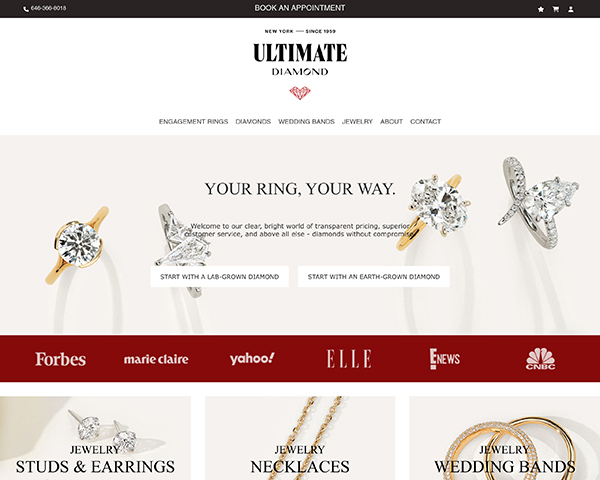 646-366-8018
BOOK AN APPOINTMENT
NEW YORK — SINCE 1959
ULTIMATE
DIAMOND
ENGAGEMENT RINGS DIAMONDS WEDDING BANDS JEWELRY ABOUT CONTACT
YOUR RING, YOUR WAY.
Welcome to our clear, bright world of transparent pricing, superior
customer service, and above all else - diamonds without compromise.
START WITH A LAB-GROWN DIAMOND START WITH AN EARTH-GROWN DIAMOND
Forbes marie claire yahoo! ELLE E! NEWS CNBC
JEWELRY JEWELRY JEWELRY
STUDS & EARRINGS NECKLACES WEDDING BANDS